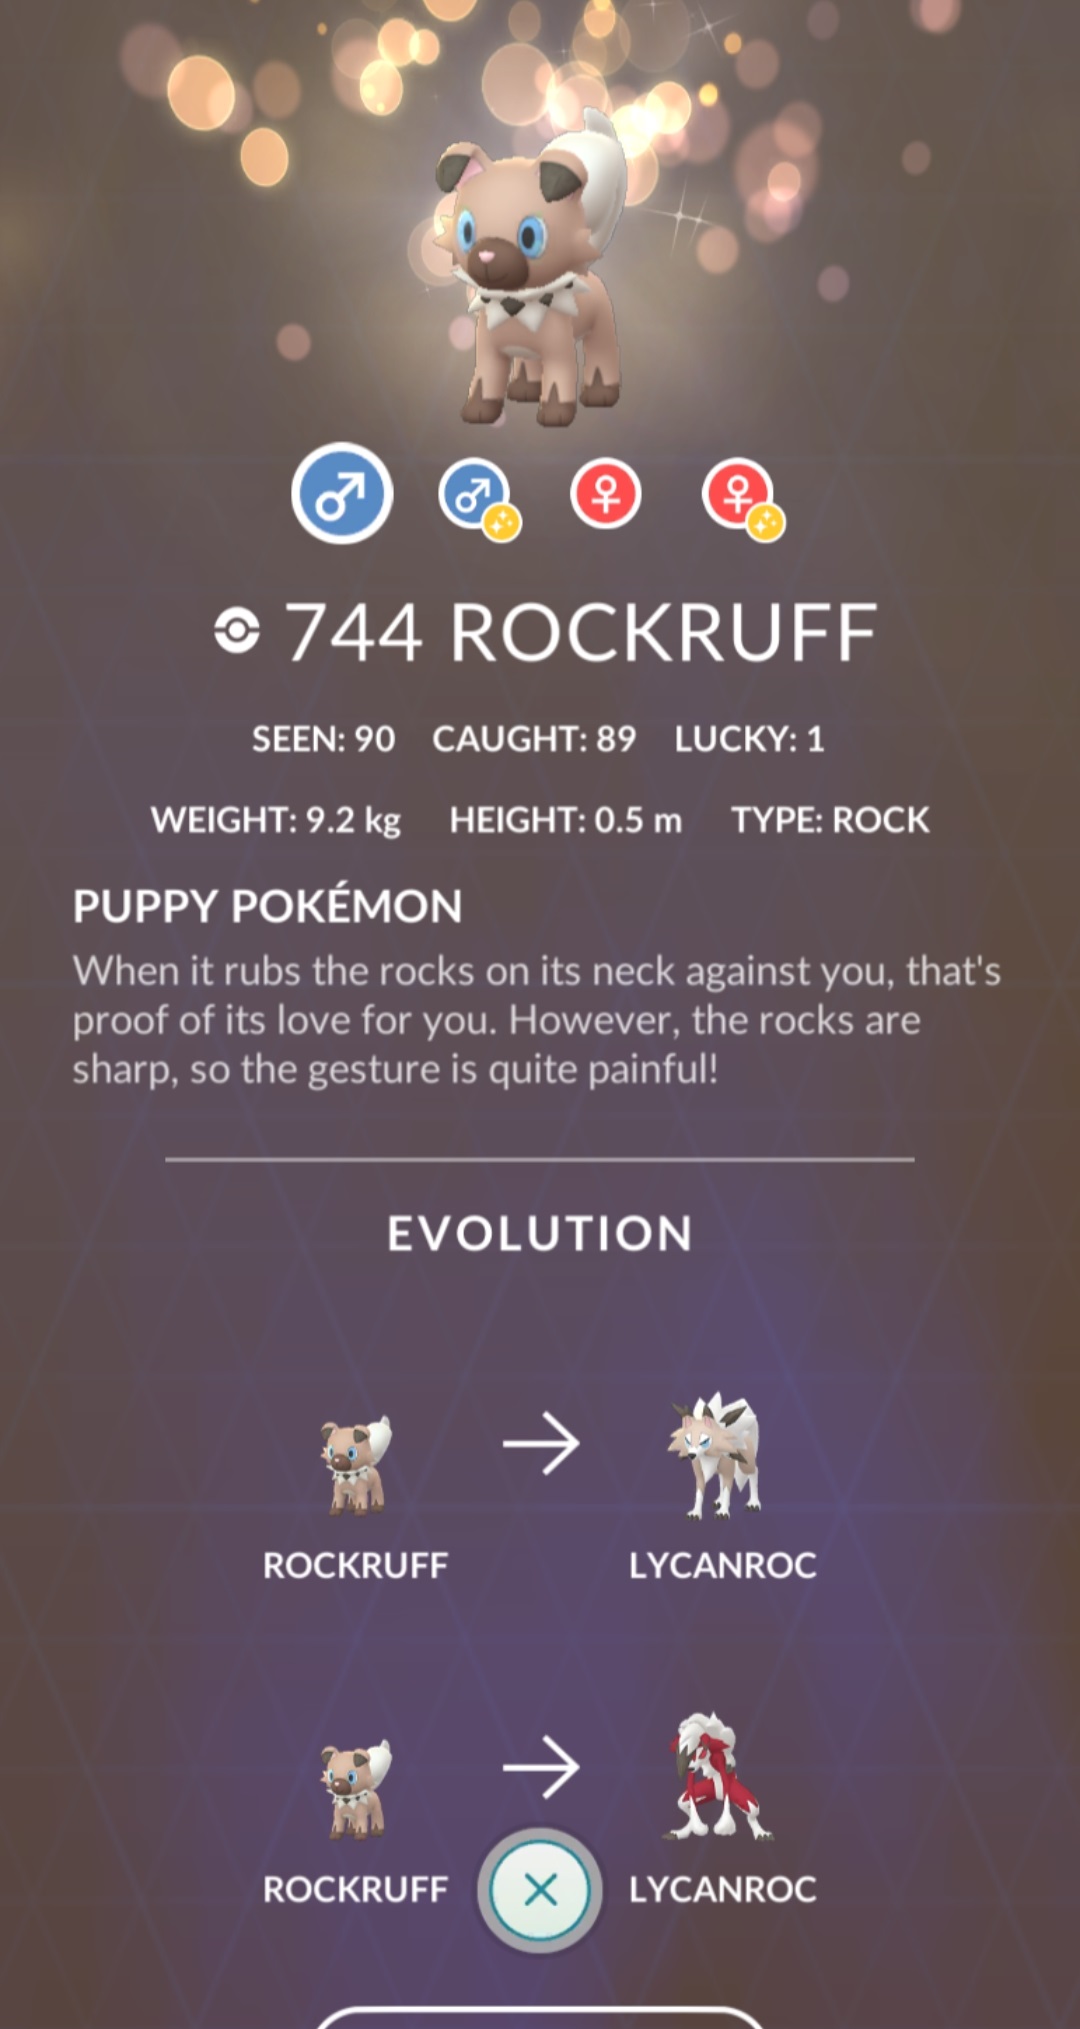 744 ROCKRUFF
SEEN: 90 CAUGHT: 89 LUCKY: 1
WEIGHT: 9.2 kg HEIGHT: 0.5 m TYPE: ROCK
PUPPY POKÉMON
When it rubs the rocks on its neck against you, that's
proof of its love for you. However, the rocks are
sharp, so the gesture is quite painful!
EVOLUTION
ROCKRUFF LYCANROC
ROCKRUFF LYCANROC